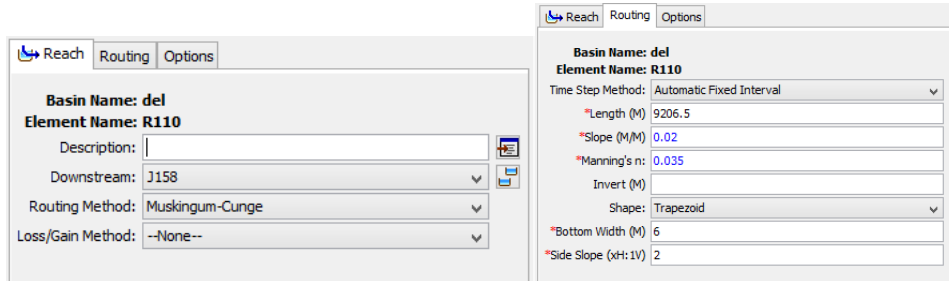 Reach Routing Options
Basin Name: del
Element Name: R110
Description:
Downstream: J158
Routing Method: Muskingum-Cunge
Loss/Gain Method: --None--
Reach Routing Options
Basin Name: del
Element Name: R110
Time Step Method: Automatic Fixed Interval
*Length (M) 9206.5
*Slope (M/M) 0.02
*Manning's n: 0.035
Invert (M)
Shape: Trapezoid
*Bottom Width (M) 6
*Side Slope (xH:1V) 2